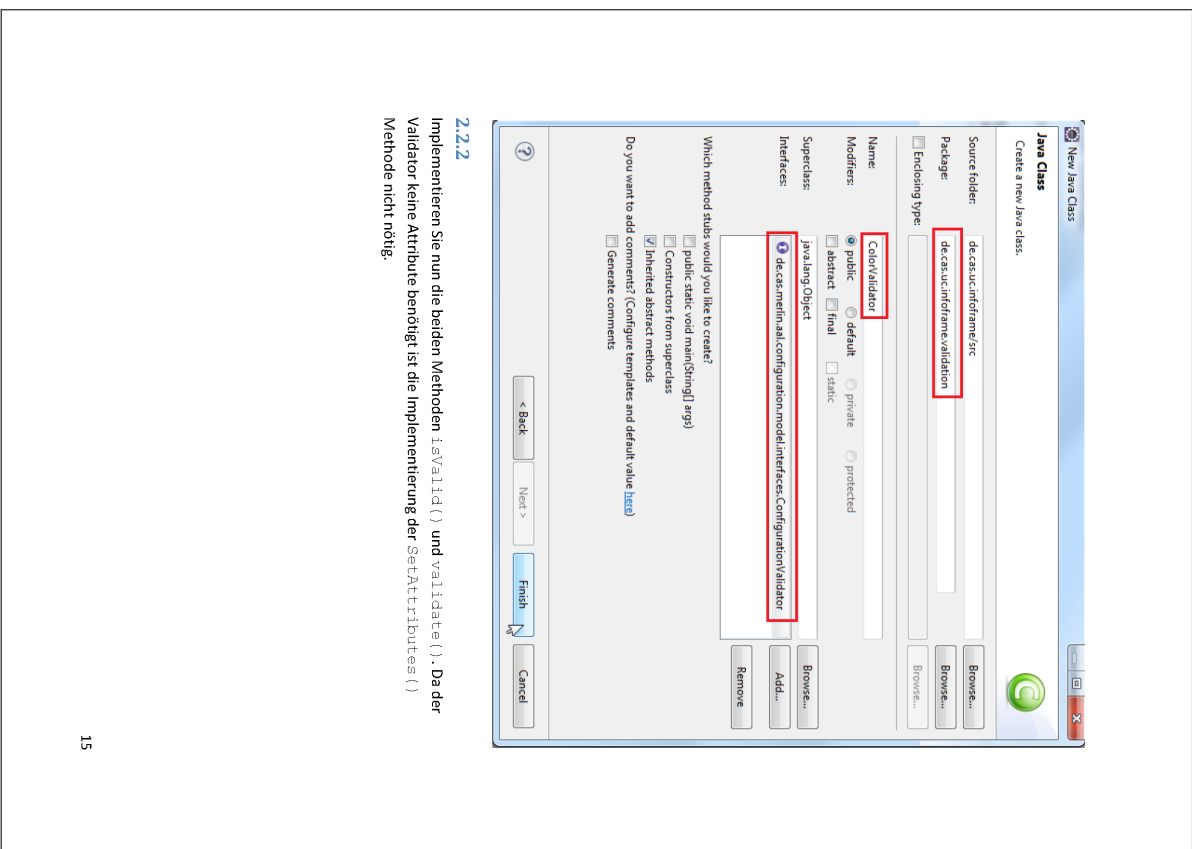 New Java Class
Java Class
Create a new Java class.
Source folder: de.cas.uc.infoframe/src Browse...
Package: de.cas.uc.infoframe.validation Browse...
Enclosing type: Browse...
Name: ColorValidator
Modifiers: public default private protected
abstract final static
Superclass: java.lang.Object Browse...
Interfaces: de.cas.merlin.aal.configuration.model.interfaces.ConfigurationValidator Add...
Remove
Which method stubs would you like to create?
public static void main(String[] args)
Constructors from superclass
Inherited abstract methods
Do you want to add comments? (Configure templates and default value here)
Generate comments
< Back Next > Finish Cancel
2.2.2
Implementieren Sie nun die beiden Methoden isValid() und validate(). Da der
Validator keine Attribute benötigt ist die Implementierung der SetAttributes()
Methode nicht nötig.
15